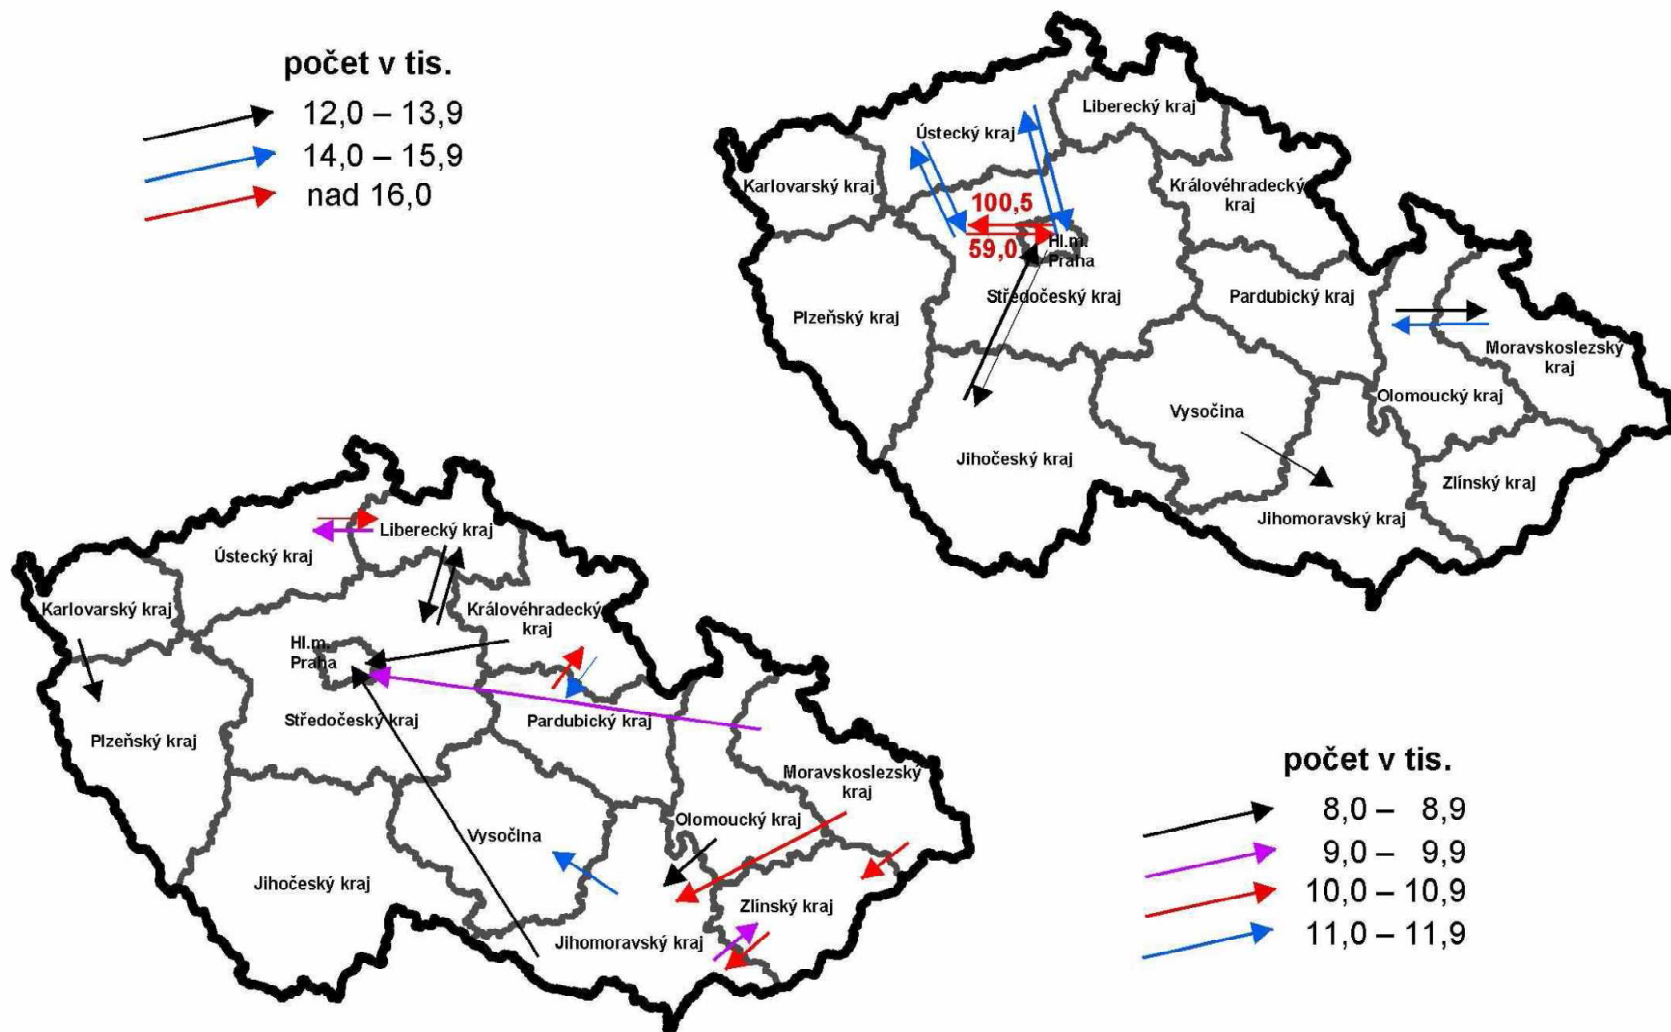 počet v tis.
12,0 – 13,9
14,0 – 15,9
nad 16,0
Liberecký kraj
Ústecký kraj
Karlovarský kraj
Královéhradecký
kraj
100,5
59,0
Hl.m.
Praha
Středočeský kraj
Pardubický kraj
Plzeňský kraj
Moravskoslezský
kraj
Olomoucký kraj
Vysočina
Jihočeský kraj
Zlínský kraj
Jihomoravský kraj
Liberecký kraj
Ústecký kraj
Karlovarský kraj
Královéhradecký
kraj
Hl.m.
Praha
Středočeský kraj
Pardubický kraj
Plzeňský kraj
Moravskoslezský
kraj
Olomoucký kraj
Vysočina
Jihočeský kraj
Zlínský kraj
Jihomoravský kraj
počet v tis.
8,0 – 8,9
9,0 – 9,9
10,0 – 10,9
11,0 – 11,9